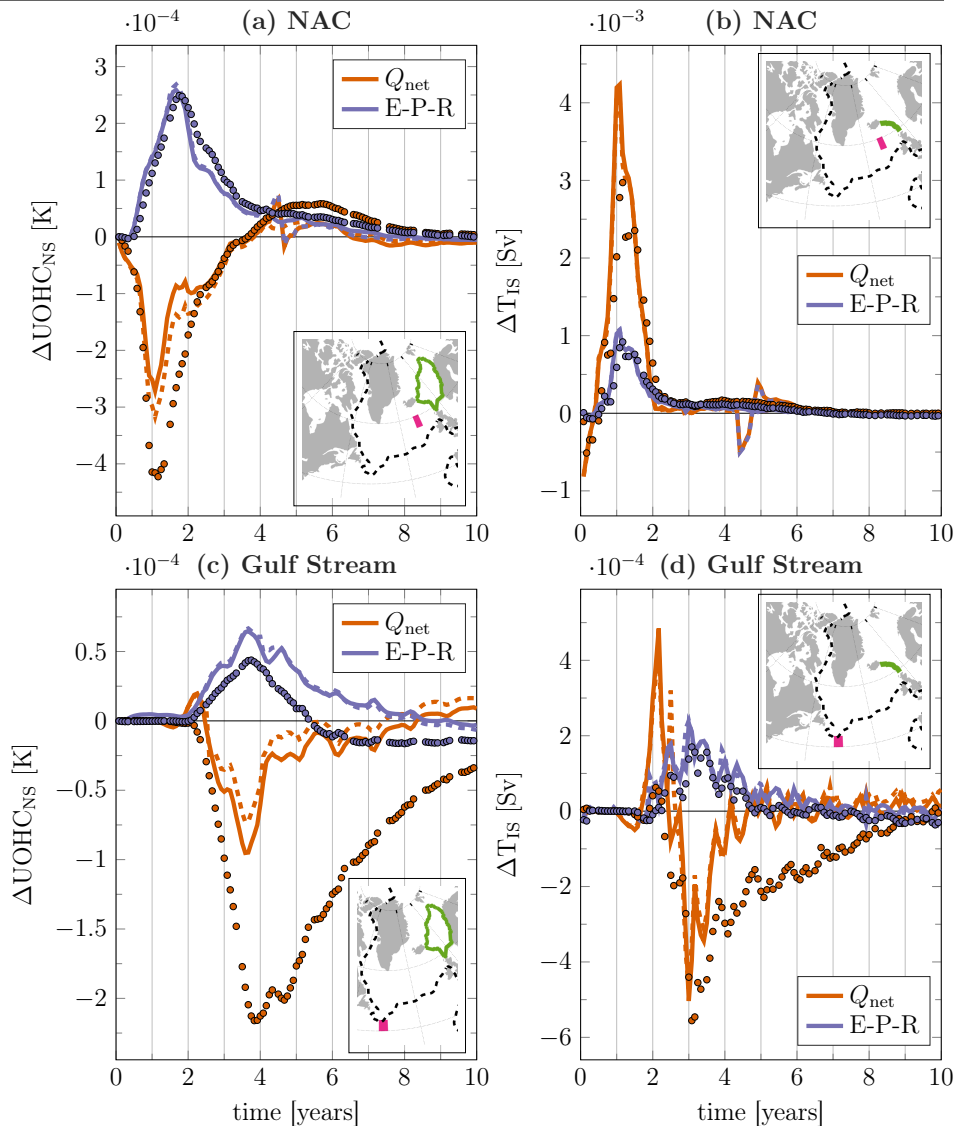 ·10⁻⁴ (a) NAC
ΔUOHC_NS [K]
3
2
1
0
−1
−2
−3
−4
Q_net
E-P-R
0 2 4 6 8 10
·10⁻³ (b) NAC
ΔT_IS [Sv]
4
3
2
1
0
−1
Q_net
E-P-R
0 2 4 6 8 10
·10⁻⁴ (c) Gulf Stream
ΔUOHC_NS [K]
0.5
0
−0.5
−1
−1.5
−2
Q_net
E-P-R
0 2 4 6 8 10
time [years]
·10⁻⁴ (d) Gulf Stream
ΔT_IS [Sv]
4
2
0
−2
−4
−6
Q_net
E-P-R
0 2 4 6 8 10
time [years]